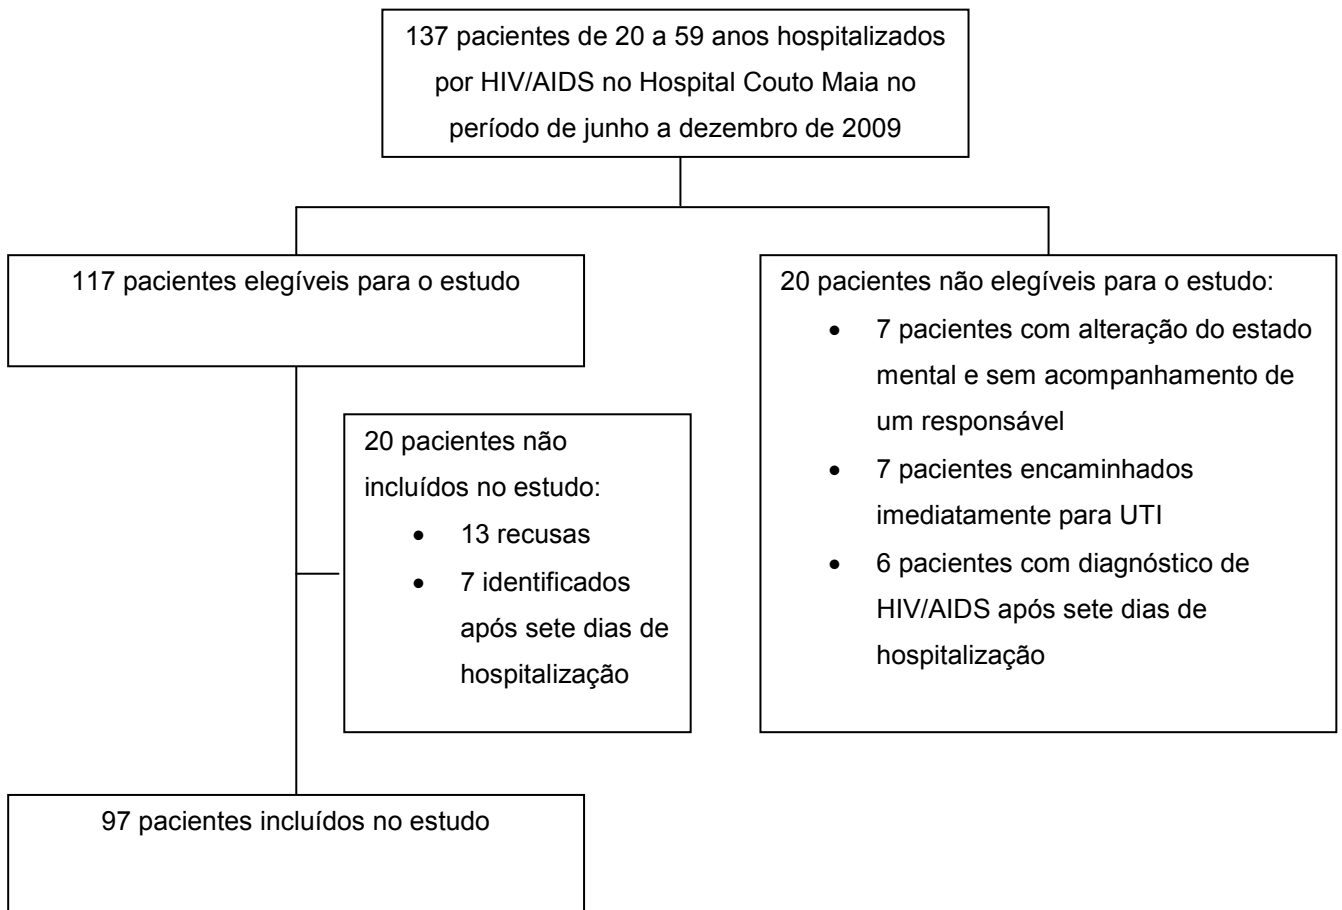 137 pacientes de 20 a 59 anos hospitalizados
por HIV/AIDS no Hospital Couto Maia no
período de junho a dezembro de 2009
117 pacientes elegíveis para o estudo
20 pacientes não elegíveis para o estudo:
• 7 pacientes com alteração do estado
mental e sem acompanhamento de
um responsável
• 7 pacientes encaminhados
imediatamente para UTI
• 6 pacientes com diagnóstico de
HIV/AIDS após sete dias de
hospitalização
20 pacientes não
incluídos no estudo:
• 13 recusas
• 7 identificados
após sete dias de
hospitalização
97 pacientes incluídos no estudo